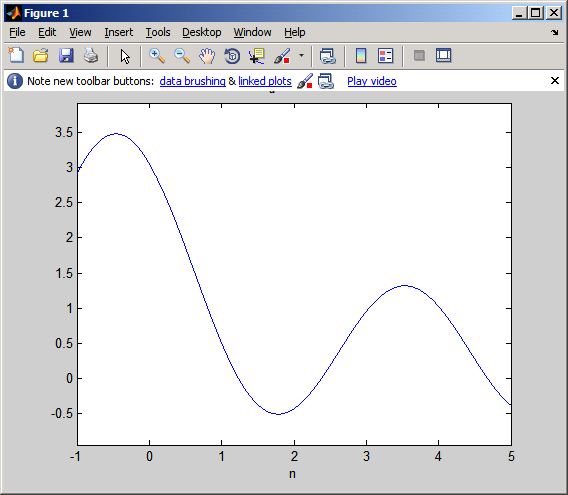 Figure 1
File Edit View Insert Tools Desktop Window Help
Note new toolbar buttons: data brushing & linked plots Play video
3.5
3
2.5
2
1.5
1
0.5
0
-0.5
-1 0 1 2 3 4 5
n